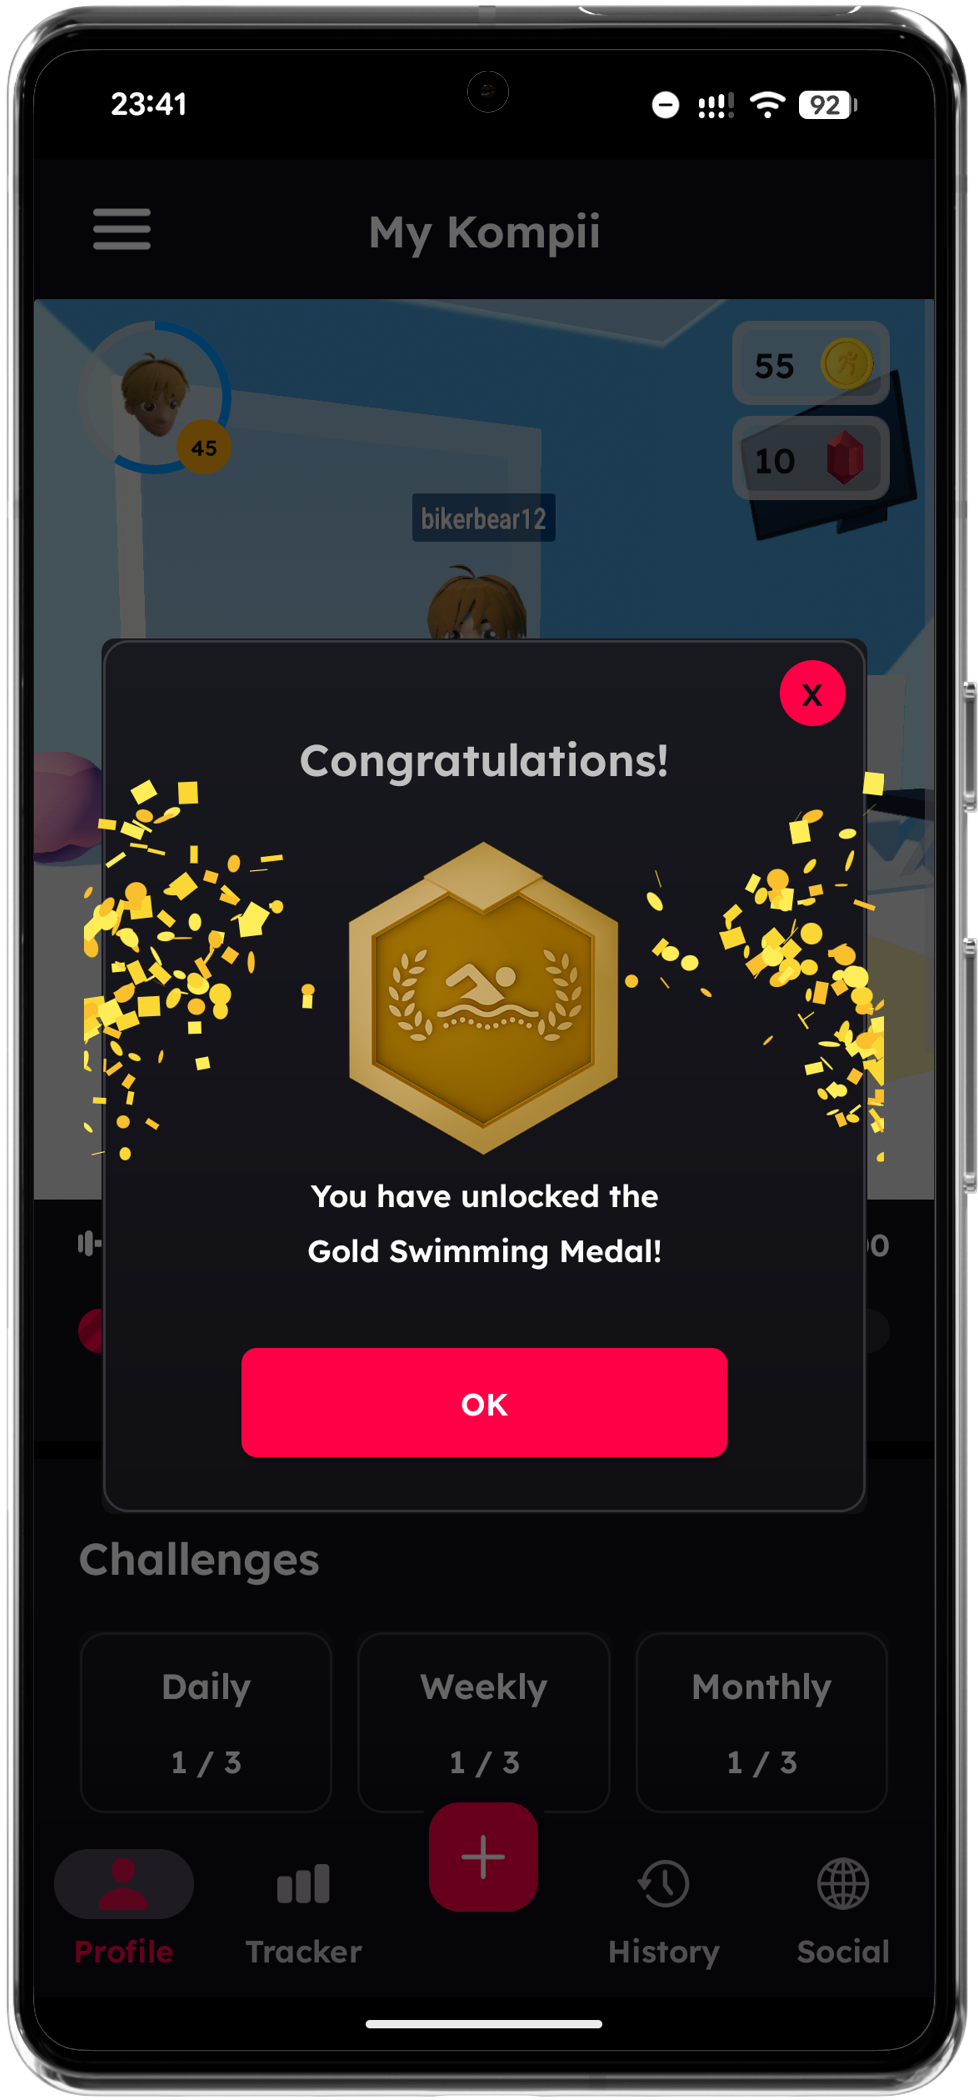 23:41
92
My Kompii
55
45
10
bikerbear12
X
Congratulations!
You have unlocked the
Gold Swimming Medal!
OK
Challenges
Daily
Weekly
Monthly
1 / 3
1 / 3
1 / 3
Profile
Tracker
History
Social